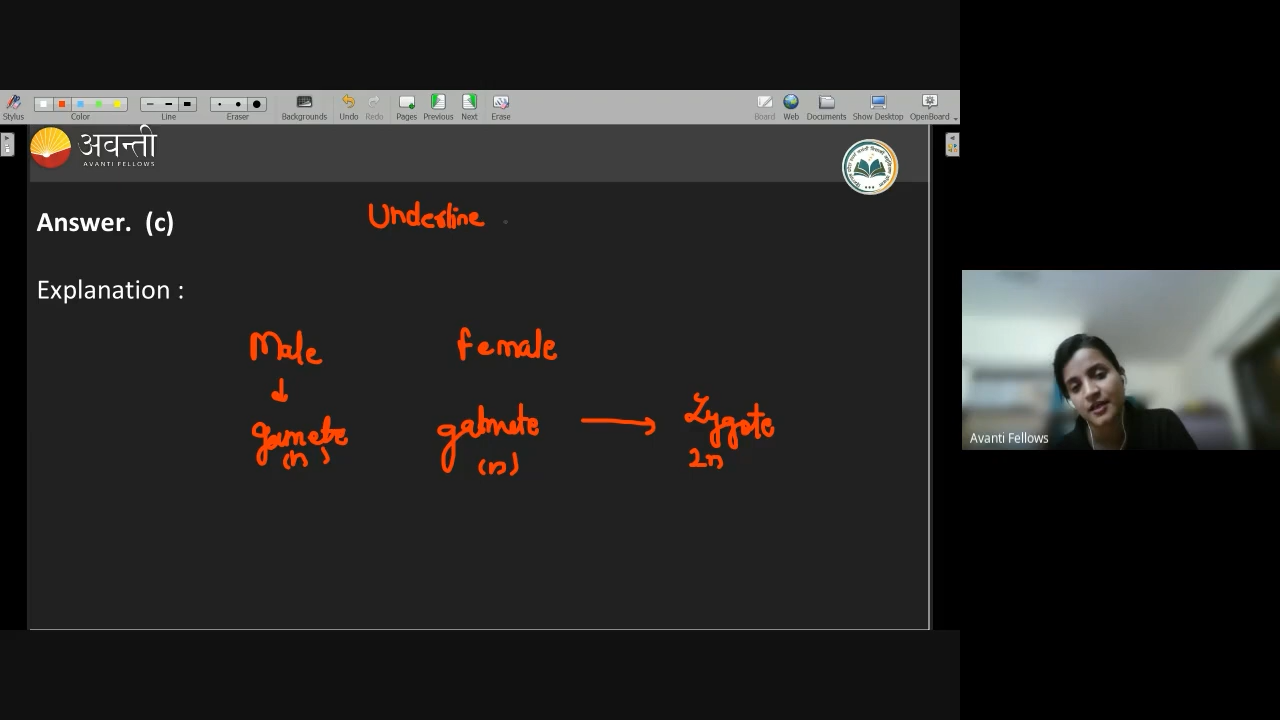 Stylus Color Line Eraser Backgrounds Undo Redo Pages Previous Next Erase Board Web Documents Show Desktop OpenBoard
अवन्ती
AVANTI FELLOWS
Answer. (c)
Underline
Explanation :
Male female
gamete gatmete Zygote
(n) (n) 2n
Avanti Fellows